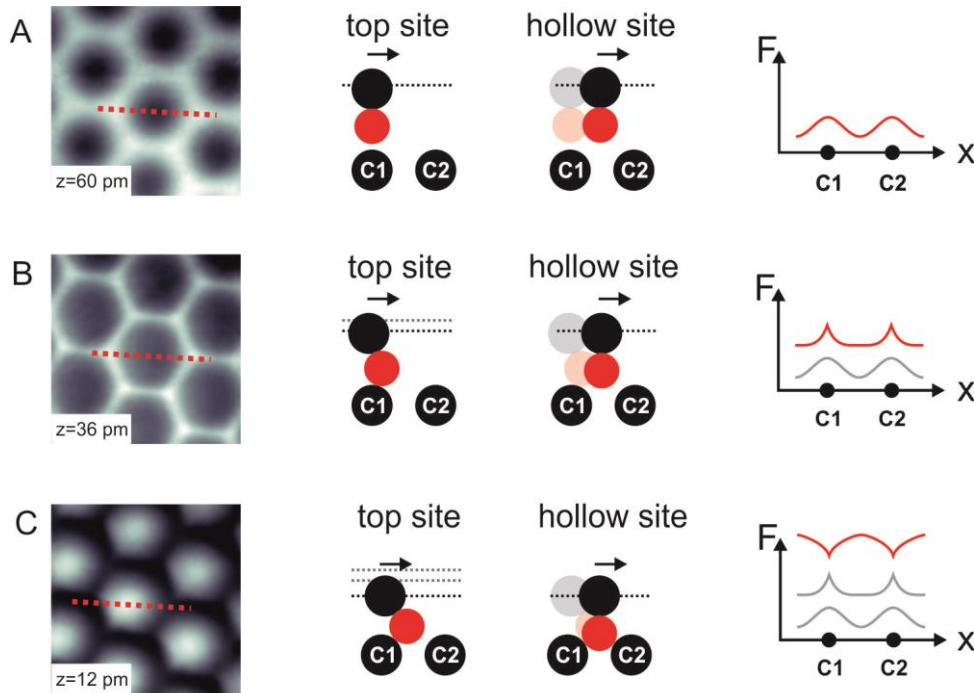 A
top site
hollow site
F
C1
C2
C1
C2
C1
C2
X
z=60 pm
B
top site
hollow site
F
C1
C2
C1
C2
C1
C2
X
z=36 pm
C
top site
hollow site
F
C1
C2
C1
C2
C1
C2
X
z=12 pm